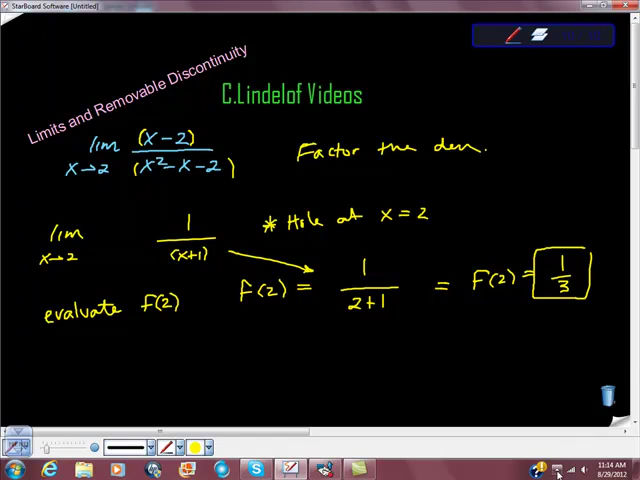 StarBoard Software [Untitled]
Limits and Removable Discontinuity
C.Lindelof Videos
lim x→2 (x-2) / (x²-x-2)
Factor the den.
lim x→2 1 / (x+1)
* Hole at x = 2
evaluate f(2)
f(2) = 1 / 2+1 = f(2) = 1/3
11:14 AM
8/29/2012